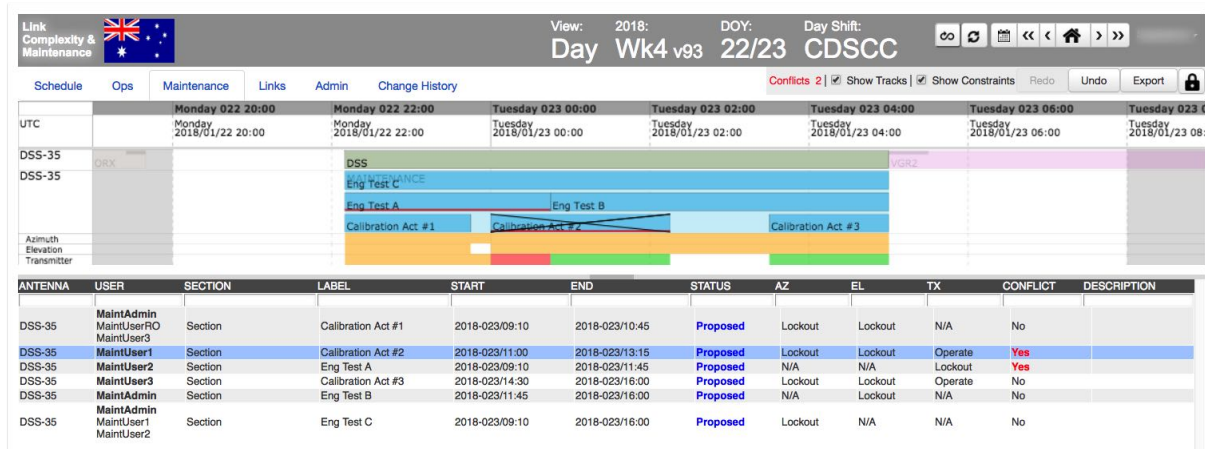 Link
Complexity &
Maintenance
View: 2018: DOY: Day Shift:
Day Wk4 v93 22/23 CDSCC
Schedule Ops Maintenance Links Admin Change History
Conflicts 2 | Show Tracks | Show Constraints Redo Undo Export
Monday 022 20:00 Monday 022 22:00 Tuesday 023 00:00 Tuesday 023 02:00 Tuesday 023 04:00 Tuesday 023 06:00 Tuesday 023
UTC Monday Monday Tuesday Tuesday Tuesday Tuesday Tuesday
2018/01/22 20:00 2018/01/22 22:00 2018/01/23 00:00 2018/01/23 02:00 2018/01/23 04:00 2018/01/23 06:00 2018/01/23 08:
DSS-35 ORX DSS VGR2
DSS-35 MAINTENANCE
Eng Test C
Eng Test A Eng Test B
Calibration Act #1 Calibration Act #2 Calibration Act #3
Azimuth
Elevation
Transmitter
ANTENNA USER SECTION LABEL START END STATUS AZ EL TX CONFLICT DESCRIPTION
MaintAdmin
DSS-35 MaintUserRO Section Calibration Act #1 2018-023/09:10 2018-023/10:45 Proposed Lockout Lockout N/A No
MaintUser3
DSS-35 MaintUser1 Section Calibration Act #2 2018-023/11:00 2018-023/13:15 Proposed Lockout Lockout Operate Yes
DSS-35 MaintUser2 Section Eng Test A 2018-023/09:10 2018-023/11:45 Proposed N/A N/A Lockout Yes
DSS-35 MaintUser3 Section Calibration Act #3 2018-023/14:30 2018-023/16:00 Proposed Lockout Lockout Operate No
DSS-35 MaintAdmin Section Eng Test B 2018-023/11:45 2018-023/16:00 Proposed N/A Lockout N/A No
MaintAdmin
DSS-35 MaintUser1 Section Eng Test C 2018-023/09:10 2018-023/16:00 Proposed Lockout N/A N/A No
MaintUser2